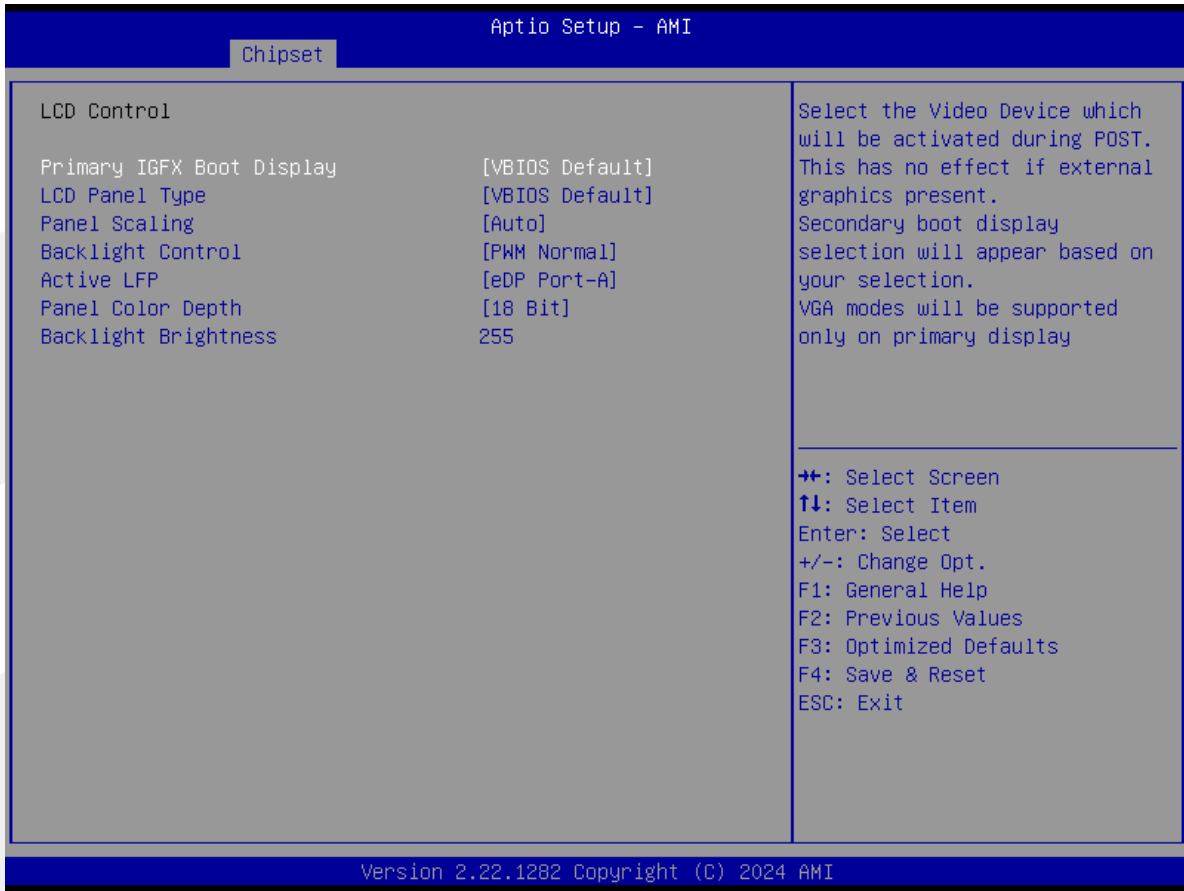 Aptio Setup – AMI
Chipset
LCD Control
Primary IGFX Boot Display [VBIOS Default]
LCD Panel Type [VBIOS Default]
Panel Scaling [Auto]
Backlight Control [PWM Normal]
Active LFP [eDP Port-A]
Panel Color Depth [18 Bit]
Backlight Brightness 255
Select the Video Device which
will be activated during POST.
This has no effect if external
graphics present.
Secondary boot display
selection will appear based on
your selection.
VGA modes will be supported
only on primary display
→←: Select Screen
↑↓: Select Item
Enter: Select
+/-: Change Opt.
F1: General Help
F2: Previous Values
F3: Optimized Defaults
F4: Save & Reset
ESC: Exit
Version 2.22.1282 Copyright (C) 2024 AMI